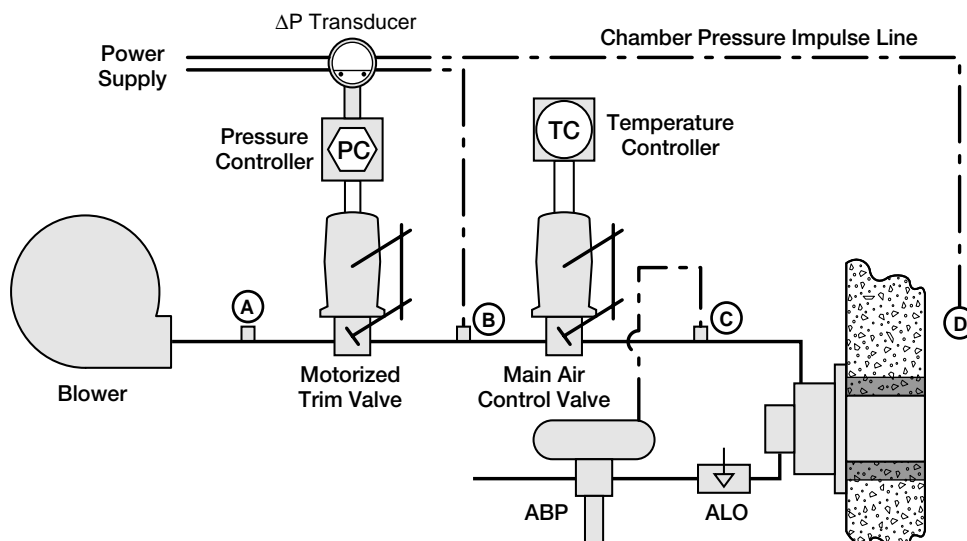 ΔP Transducer
Power
Supply
Chamber Pressure Impulse Line
Pressure
Controller
PC
TC
Temperature
Controller
A
B
C
D
Blower
Motorized
Trim Valve
Main Air
Control Valve
ABP
ALO